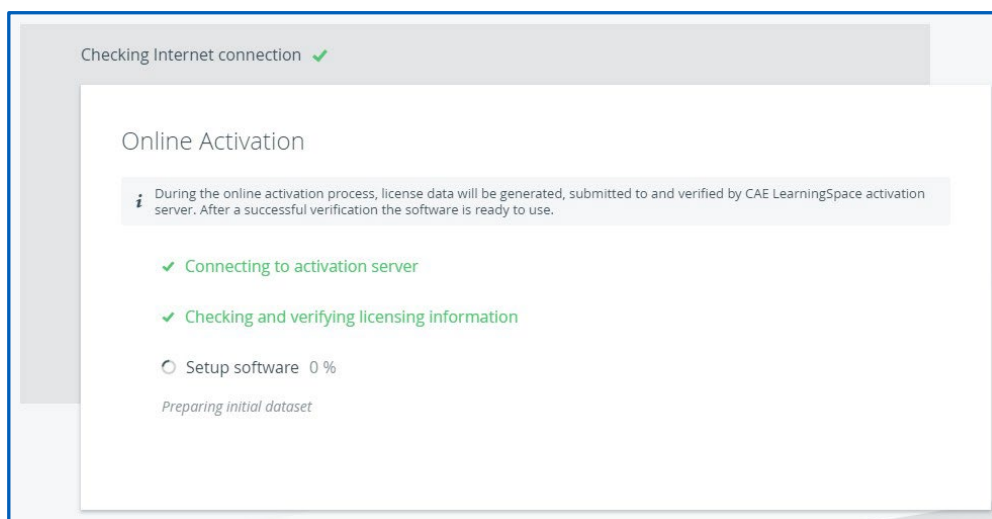 Checking Internet connection
Online Activation
During the online activation process, license data will be generated, submitted to and verified by CAE LearningSpace activation
server. After a successful verification the software is ready to use.
Connecting to activation server
Checking and verifying licensing information
Setup software 0 %
Preparing initial dataset